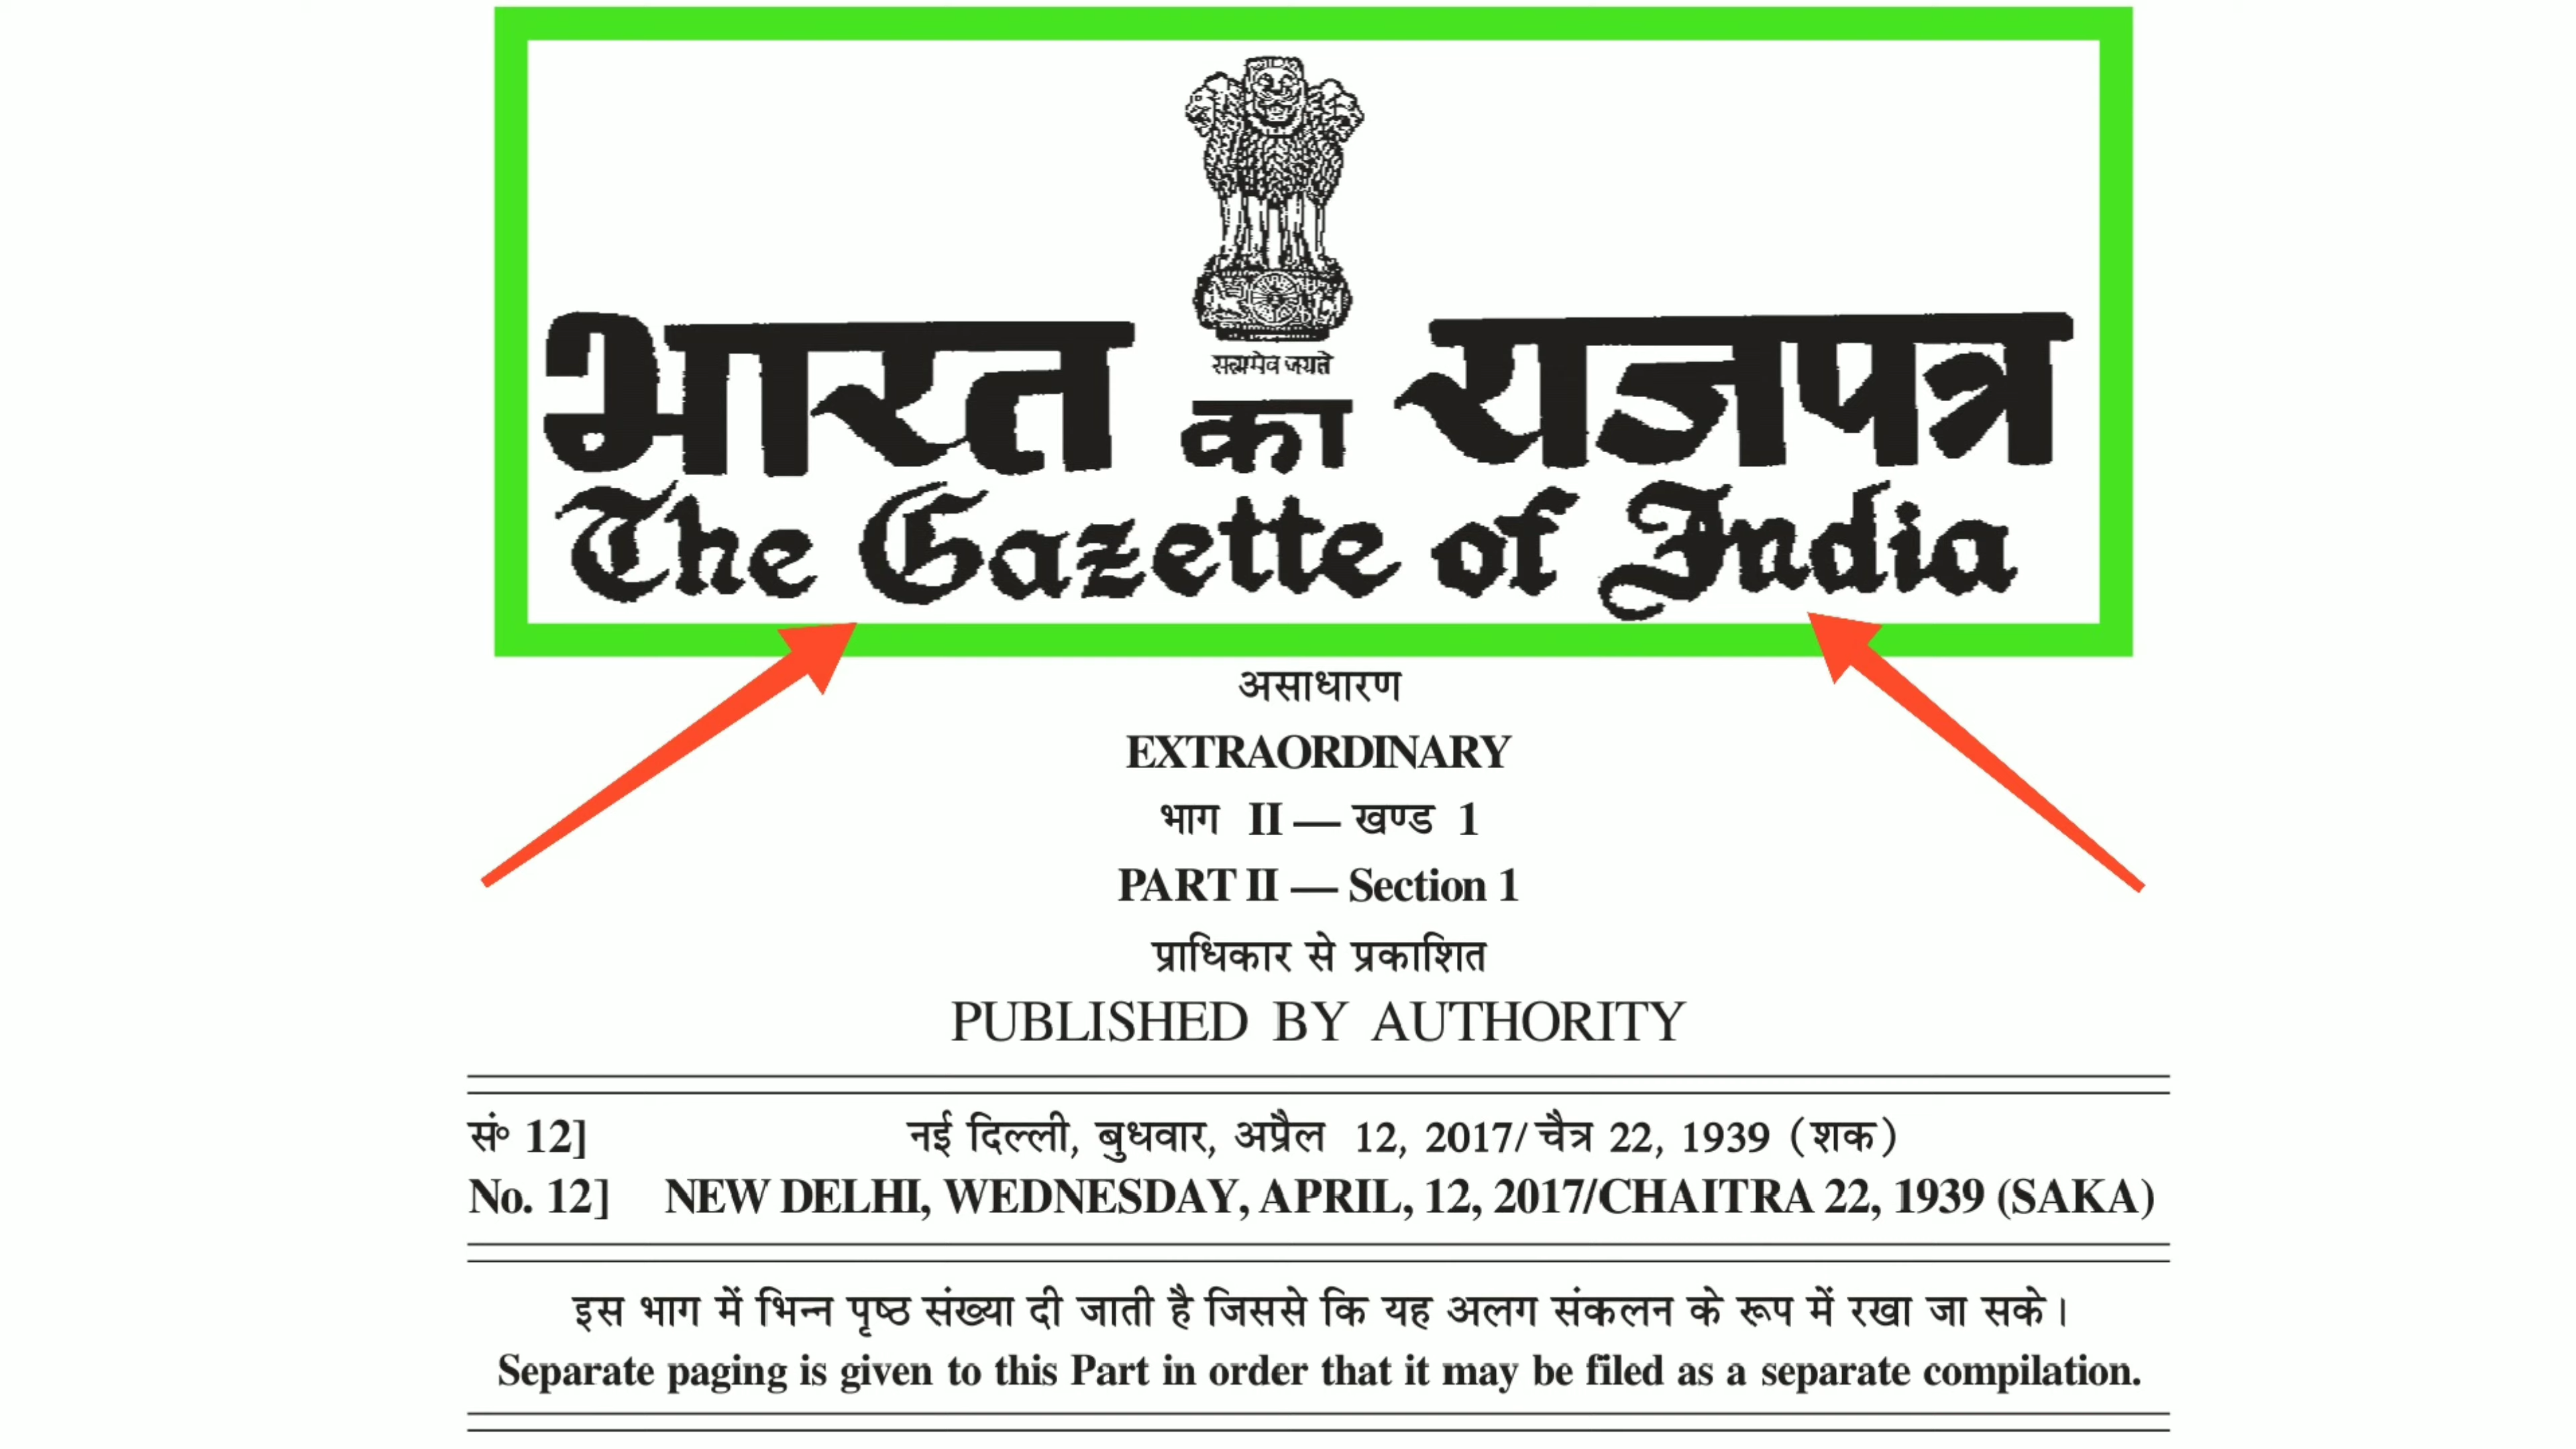 सत्यमेव जयते
भारत का राजपत्र
The Gazette of India
असाधारण
EXTRAORDINARY
भाग II — खण्ड 1
PART II — Section 1
प्राधिकार से प्रकाशित
PUBLISHED BY AUTHORITY
सं० 12] नई दिल्ली, बुधवार, अप्रैल 12, 2017/ चैत्र 22, 1939 (शक)
No. 12] NEW DELHI, WEDNESDAY, APRIL, 12, 2017/CHAITRA 22, 1939 (SAKA)
इस भाग में भिन्न पृष्ठ संख्या दी जाती है जिससे कि यह अलग संकलन के रूप में रखा जा सके।
Separate paging is given to this Part in order that it may be filed as a separate compilation.